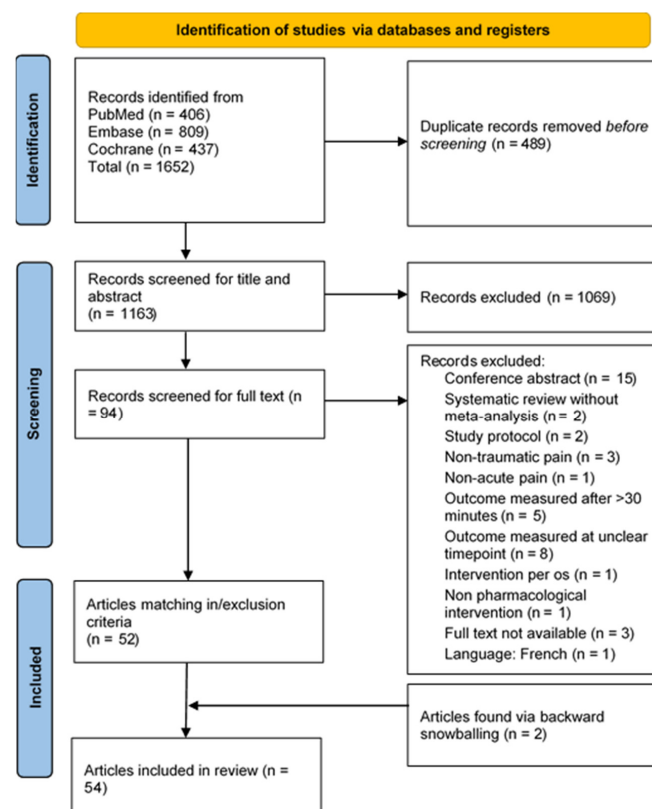 Identification of studies via databases and registers
Identification
Records identified from
PubMed (n = 406)
Embase (n = 809)
Cochrane (n = 437)
Total (n = 1652)
Duplicate records removed before
screening (n = 489)
Screening
Records screened for title and
abstract
(n = 1163)
Records excluded (n = 1069)
Records screened for full text (n
= 94)
Records excluded:
Conference abstract (n = 15)
Systematic review without
meta-analysis (n = 2)
Study protocol (n = 2)
Non-traumatic pain (n = 3)
Non-acute pain (n = 1)
Outcome measured after >30
minutes (n = 5)
Outcome measured at unclear
timepoint (n = 8)
Intervention per os (n = 1)
Non pharmacological
intervention (n = 1)
Full text not available (n = 3)
Language: French (n = 1)
Included
Articles matching in/exclusion
criteria
(n = 52)
Articles found via backward
snowballing (n = 2)
Articles included in review (n =
54)